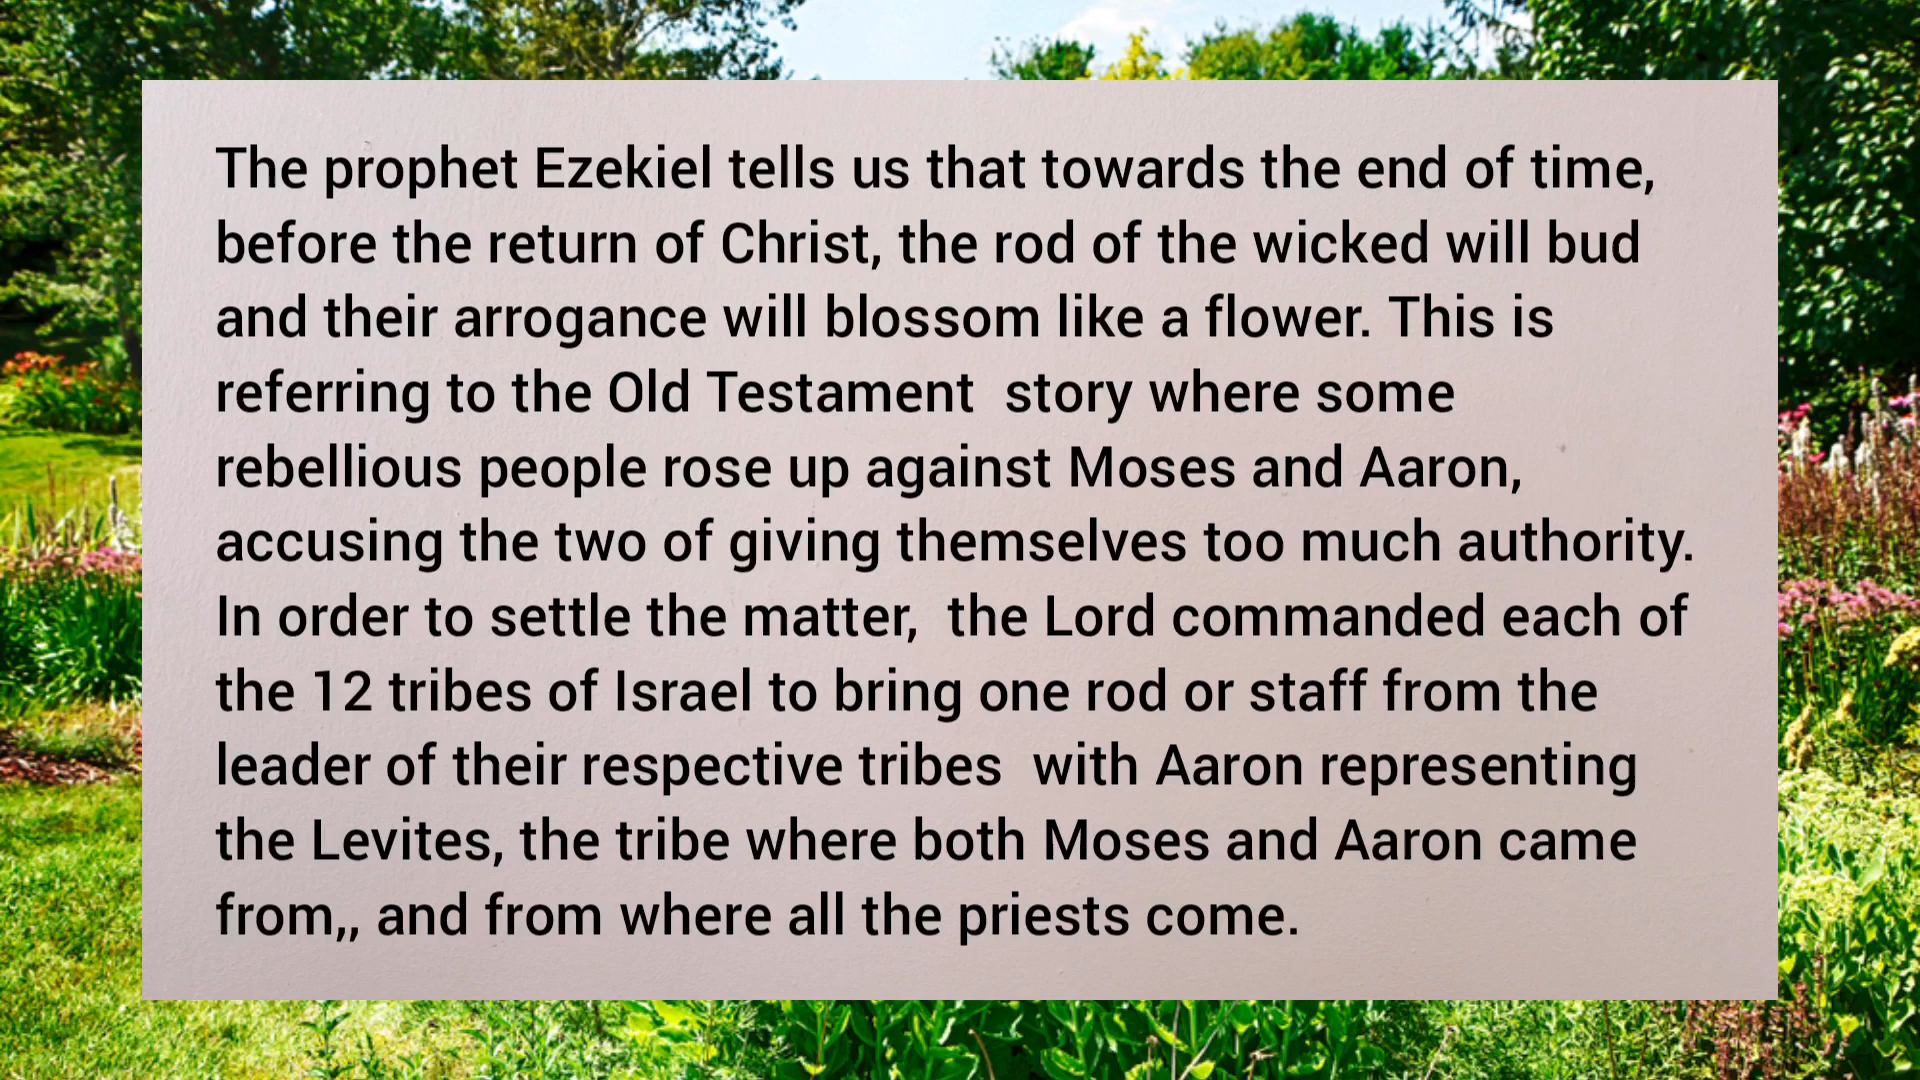 The prophet Ezekiel tells us that towards the end of time,
before the return of Christ, the rod of the wicked will bud
and their arrogance will blossom like a flower. This is
referring to the Old Testament  story where some
rebellious people rose up against Moses and Aaron,
accusing the two of giving themselves too much authority.
In order to settle the matter,  the Lord commanded each of
the 12 tribes of Israel to bring one rod or staff from the
leader of their respective tribes  with Aaron representing
the Levites, the tribe where both Moses and Aaron came
from,, and from where all the priests come.